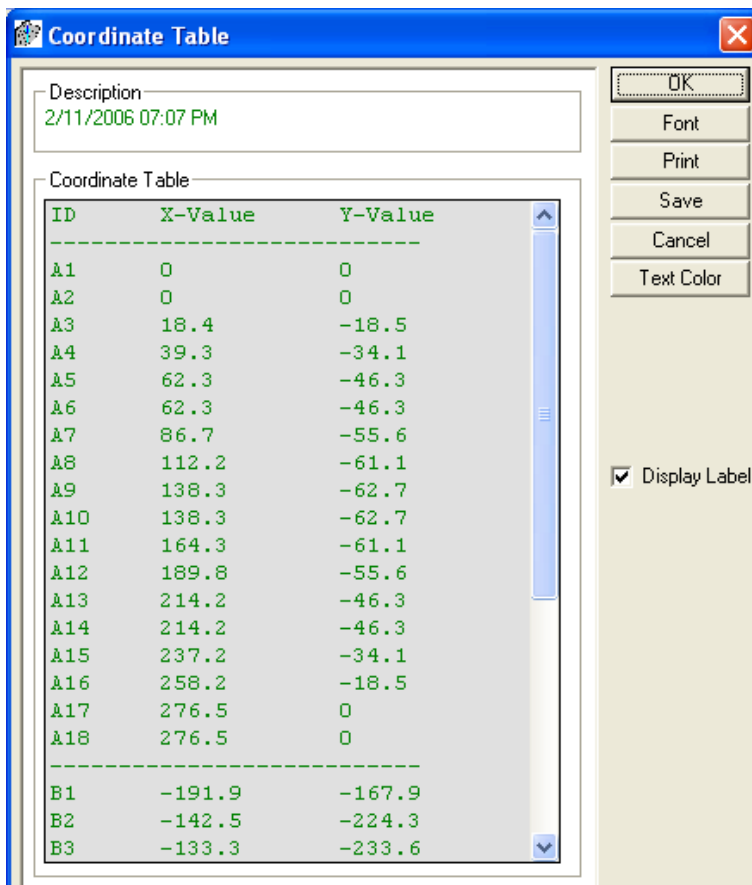 Coordinate Table
Description
2/11/2006 07:07 PM
Coordinate Table
ID X-Value Y-Value
----------------------------
A1 0 0
A2 0 0
A3 18.4 -18.5
A4 39.3 -34.1
A5 62.3 -46.3
A6 62.3 -46.3
A7 86.7 -55.6
A8 112.2 -61.1
A9 138.3 -62.7
A10 138.3 -62.7
A11 164.3 -61.1
A12 189.8 -55.6
A13 214.2 -46.3
A14 214.2 -46.3
A15 237.2 -34.1
A16 258.2 -18.5
A17 276.5 0
A18 276.5 0
----------------------------
B1 -191.9 -167.9
B2 -142.5 -224.3
B3 -133.3 -233.6
OK
Font
Print
Save
Cancel
Text Color
Display Label